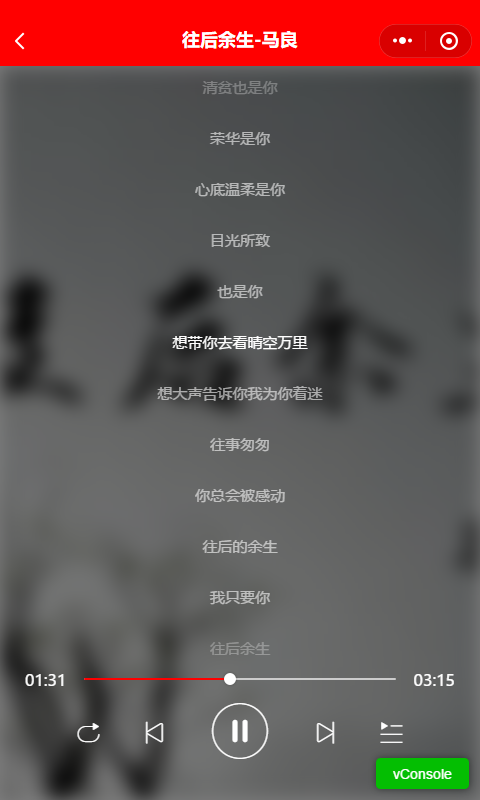 往后余生-马良
清贫也是你
荣华是你
心底温柔是你
目光所致
也是你
想带你去看晴空万里
想大声告诉你我为你着迷
往事匆匆
你总会被感动
往后的余生
我只要你
往后余生
01:31
03:15
vConsole